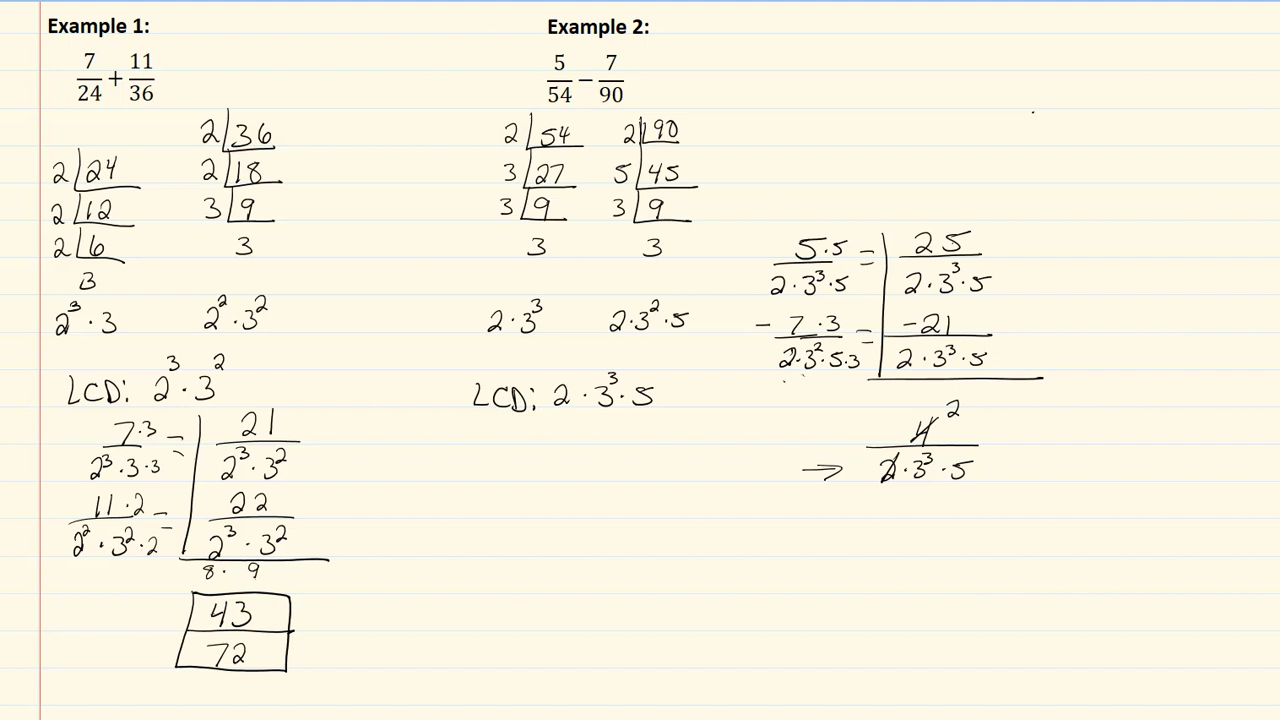 Example 1:
7/24 + 11/36
2 | 24
2 | 12
2 | 6
3
2 | 36
2 | 18
3 | 9
3
2³ · 3
2² · 3²
LCD: 2³ · 3²
7·3 / 2³·3·3 = 21 / 2³·3²
11·2 / 2²·3²·2 = 22 / 2³·3²
8 · 9
43 / 72
Example 2:
5/54 − 7/90
2 | 54
3 | 27
3 | 9
3
2 | 90
5 | 45
3 | 9
3
2·3³
2·3²·5
LCD: 2·3³·5
5·5 / 2·3³·5 = 25 / 2·3³·5
− 7·3 / 2·3²·5·3 = −21 / 2·3³·5
→ 4 2 / 2·3³·5